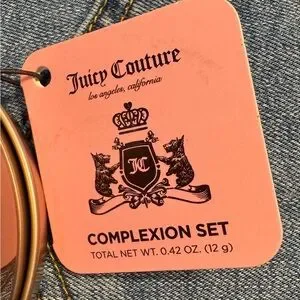 Juicy Couture
los angeles, california
JC
COMPLEXION SET
TOTAL NET WT. 0.42 OZ. (12 g)